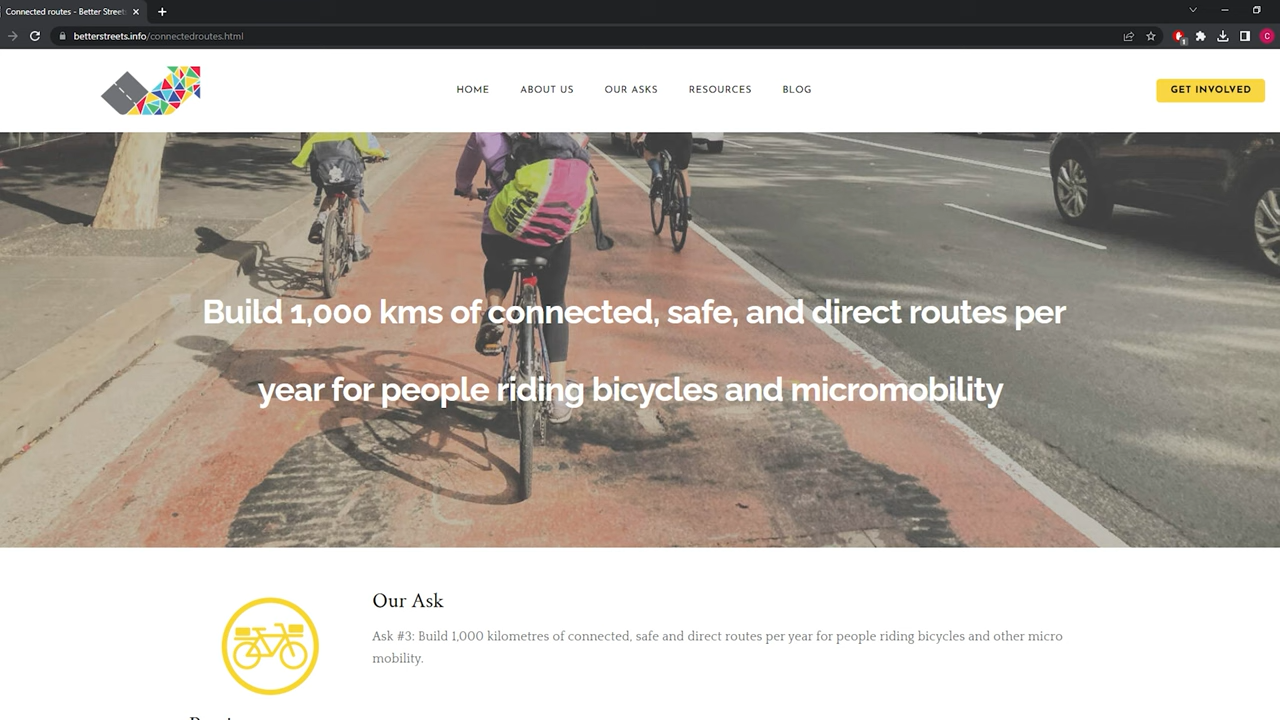 Connected routes - Better Streets
betterstreets.info/connectedroutes.html
1
C
HOME
ABOUT US
OUR ASKS
RESOURCES
BLOG
GET INVOLVED
Build 1,000 kms of connected, safe, and direct routes per
year for people riding bicycles and micromobility
Our Ask
Ask #3: Build 1,000 kilometres of connected, safe and direct routes per year for people riding bicycles and other micro
mobility.